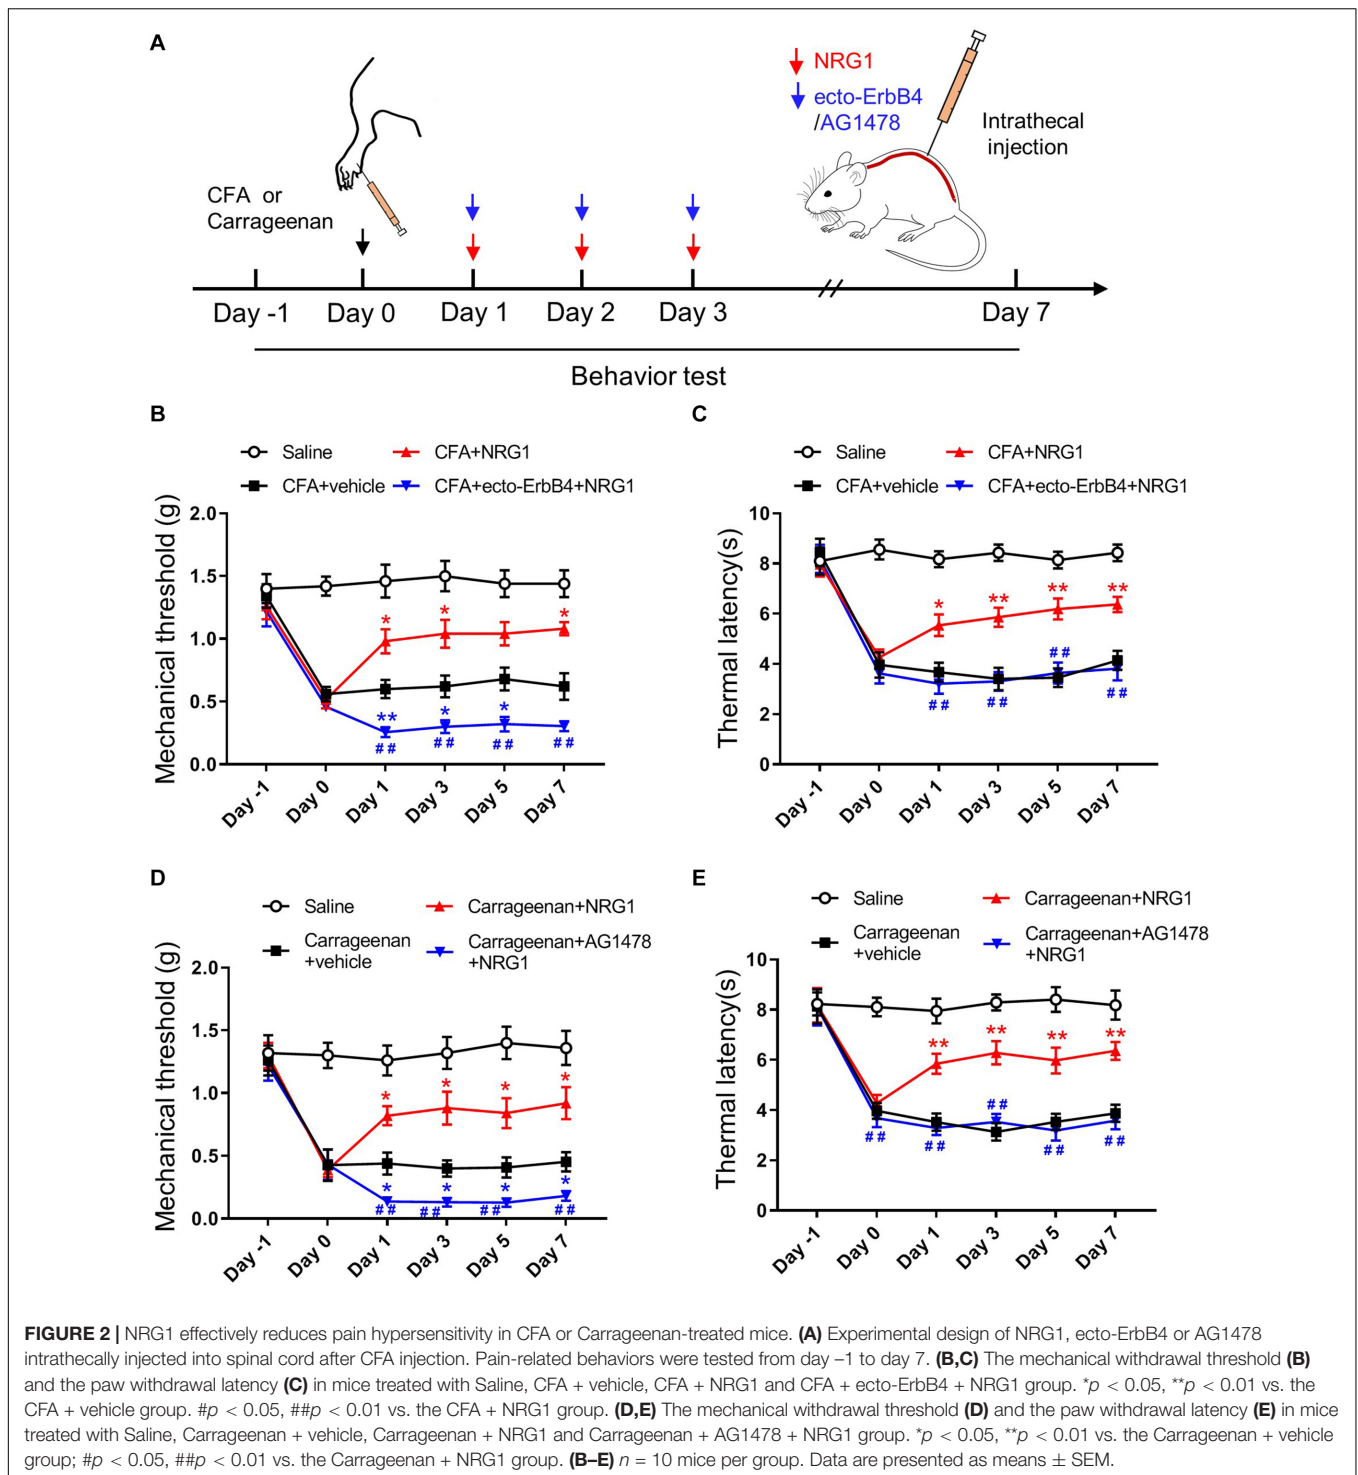 A
NRG1
ecto-ErbB4
/AG1478
Intrathecal
injection
CFA or
Carrageenan
Day -1
Day 0
Day 1
Day 2
Day 3
Day 7
Behavior test
B
Saline
CFA+NRG1
CFA+vehicle
CFA+ecto-ErbB4+NRG1
Mechanical threshold (g)
2.0
1.5
1.0
0.5
0.0
*
*
*
**
*
*
##
##
##
##
Day -1
Day 0
Day 1
Day 3
Day 5
Day 7
C
Saline
CFA+NRG1
CFA+vehicle
CFA+ecto-ErbB4+NRG1
Thermal latency(s)
10
8
6
4
2
0
*
**
**
**
##
##
##
##
Day -1
Day 0
Day 1
Day 3
Day 5
Day 7
D
Saline
Carrageenan+NRG1
Carrageenan
+vehicle
Carrageenan+AG1478
+NRG1
Mechanical threshold (g)
2.0
1.5
1.0
0.5
0.0
*
*
*
*
*
*
*
*
##
##
##
##
Day -1
Day 0
Day 1
Day 3
Day 5
Day 7
E
Saline
Carrageenan+NRG1
Carrageenan
+vehicle
Carrageenan+AG1478
+NRG1
Thermal latency(s)
10
8
6
4
2
0
**
**
**
**
##
##
##
##
##
Day -1
Day 0
Day 1
Day 3
Day 5
Day 7
FIGURE 2 | NRG1 effectively reduces pain hypersensitivity in CFA or Carrageenan-treated mice. (A) Experimental design of NRG1, ecto-ErbB4 or AG1478
intrathecally injected into spinal cord after CFA injection. Pain-related behaviors were tested from day –1 to day 7. (B,C) The mechanical withdrawal threshold (B)
and the paw withdrawal latency (C) in mice treated with Saline, CFA + vehicle, CFA + NRG1 and CFA + ecto-ErbB4 + NRG1 group. *p < 0.05, **p < 0.01 vs. the
CFA + vehicle group. #p < 0.05, ##p < 0.01 vs. the CFA + NRG1 group. (D,E) The mechanical withdrawal threshold (D) and the paw withdrawal latency (E) in mice
treated with Saline, Carrageenan + vehicle, Carrageenan + NRG1 and Carrageenan + AG1478 + NRG1 group. *p < 0.05, **p < 0.01 vs. the Carrageenan + vehicle
group; #p < 0.05, ##p < 0.01 vs. the Carrageenan + NRG1 group. (B–E) n = 10 mice per group. Data are presented as means ± SEM.